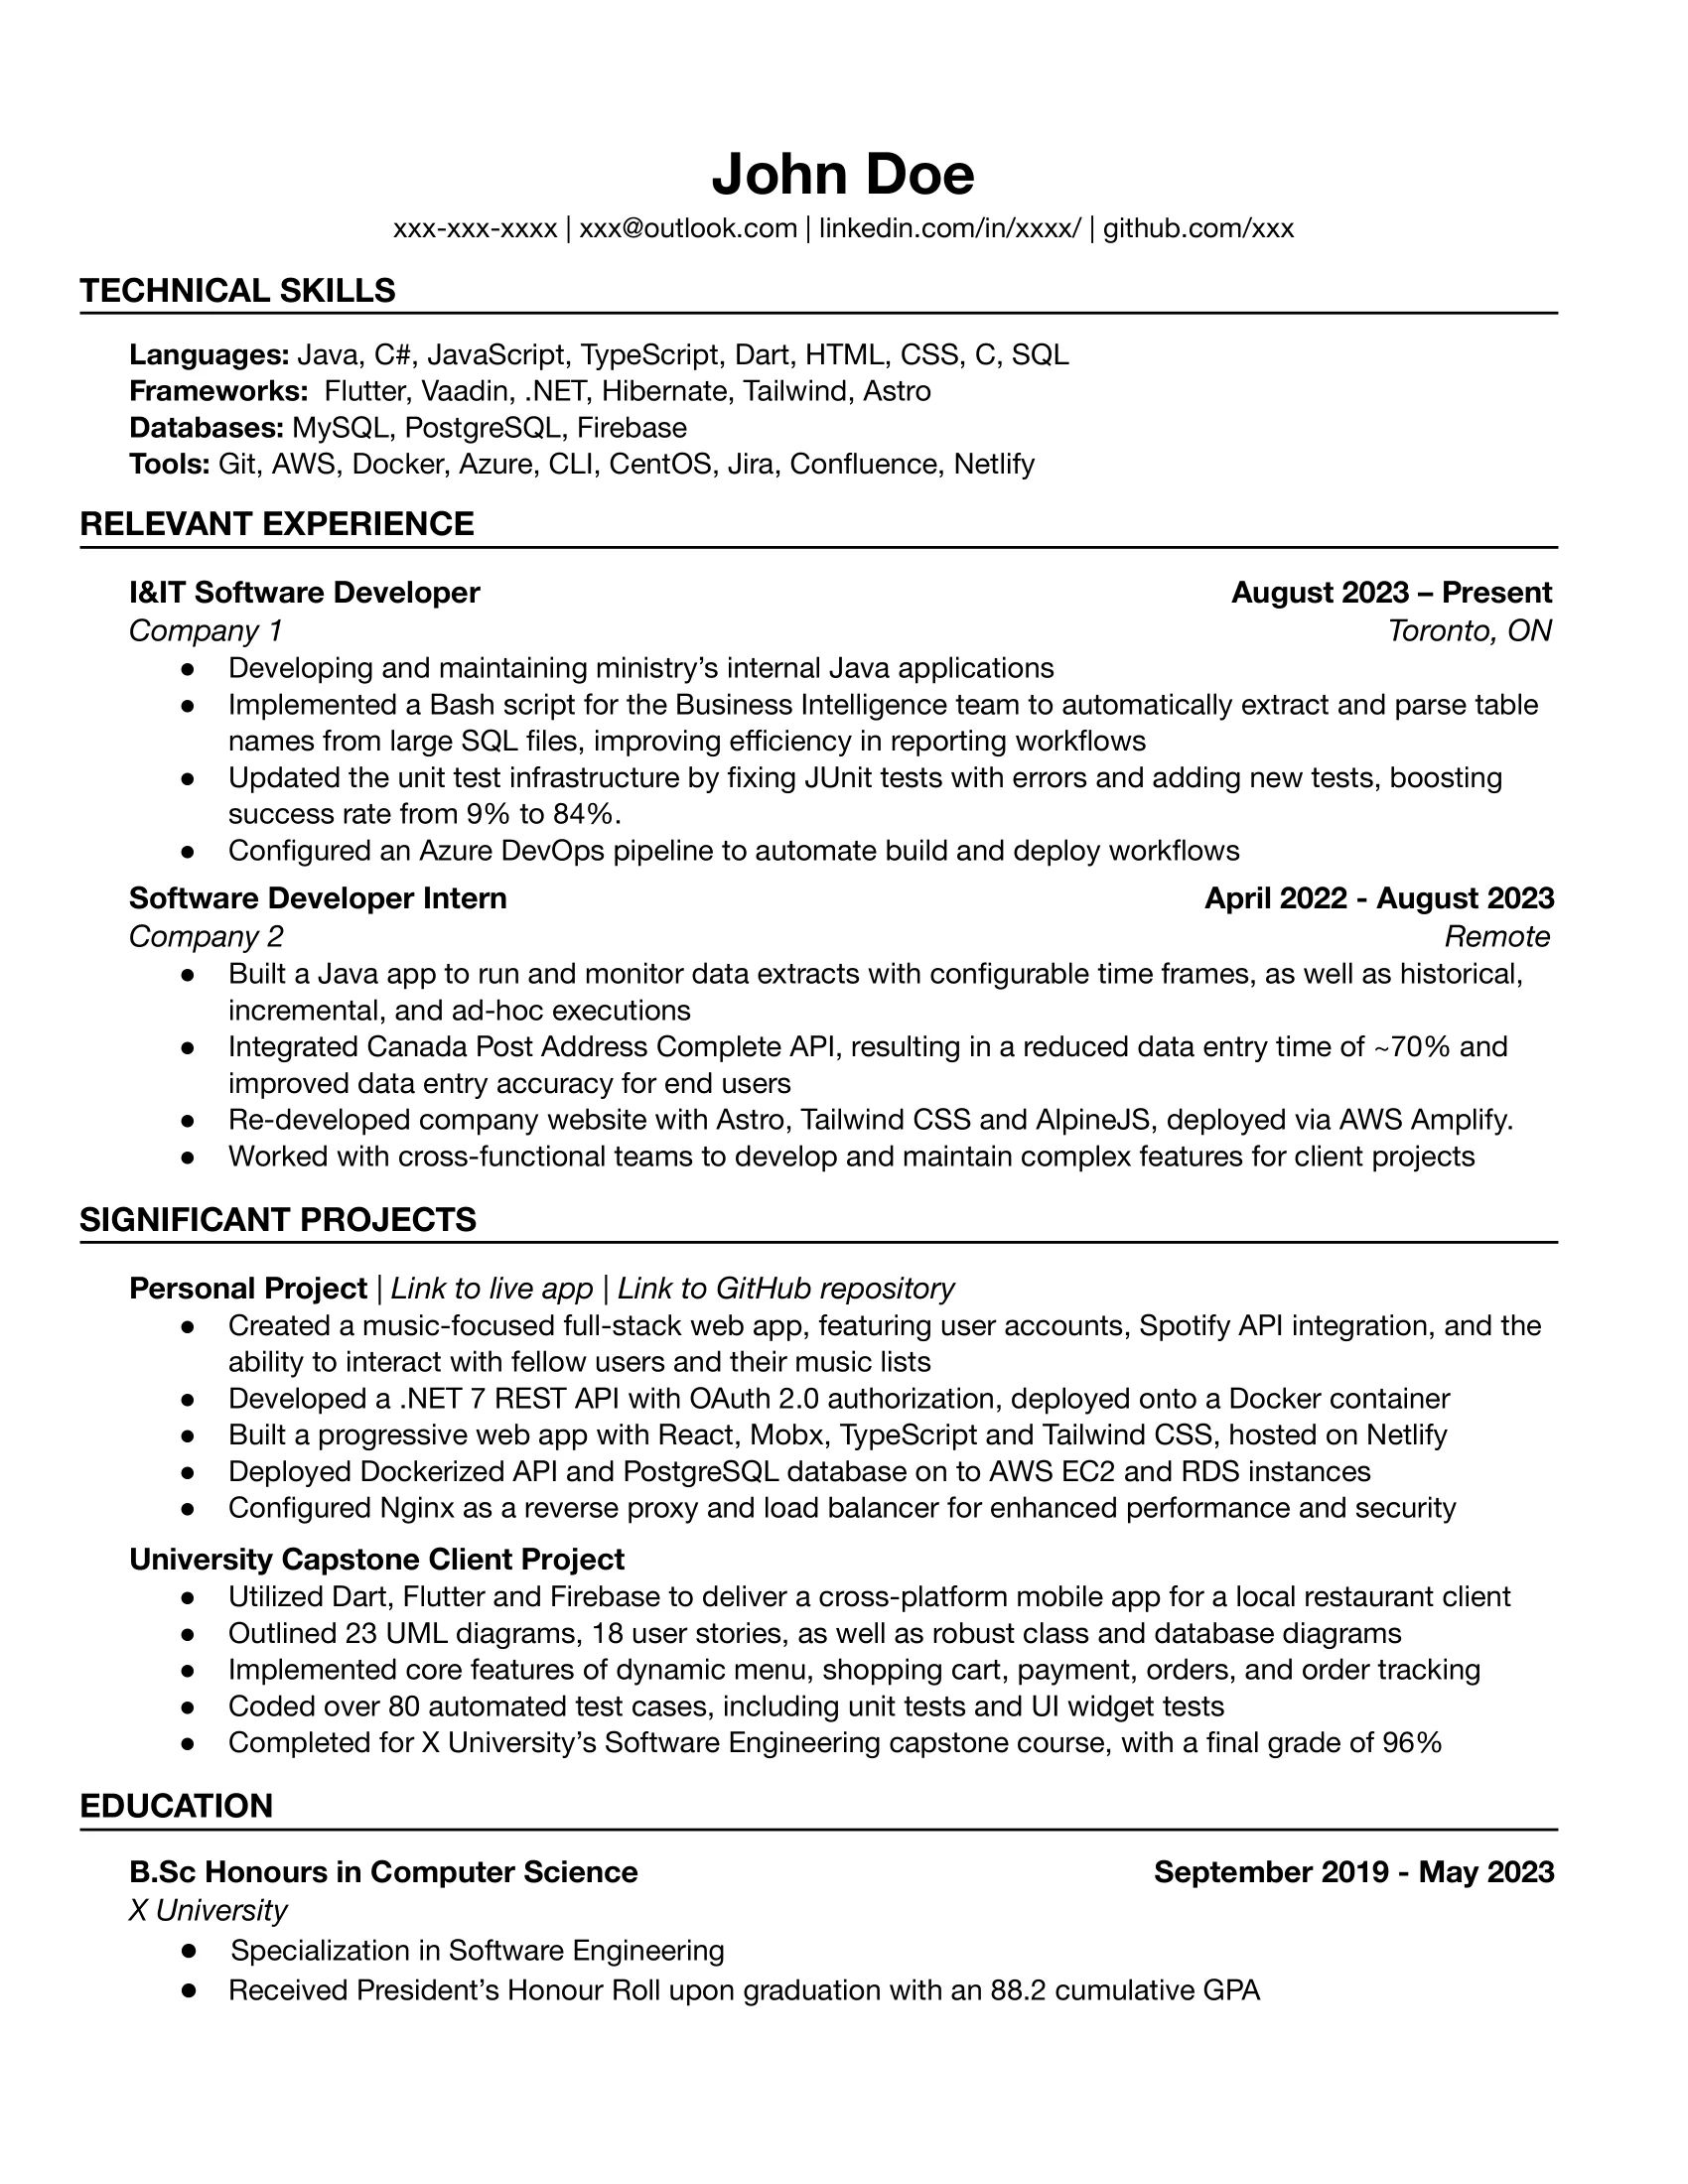 John Doe
xxx-xxx-xxxx | xxx@outlook.com | linkedin.com/in/xxxx/ | github.com/xxx
TECHNICAL SKILLS
Languages: Java, C#, JavaScript, TypeScript, Dart, HTML, CSS, C, SQL
Frameworks: Flutter, Vaadin, .NET, Hibernate, Tailwind, Astro
Databases: MySQL, PostgreSQL, Firebase
Tools: Git, AWS, Docker, Azure, CLI, CentOS, Jira, Confluence, Netlify
RELEVANT EXPERIENCE
I&IT Software Developer August 2023 – Present
Company 1 Toronto, ON
● Developing and maintaining ministry’s internal Java applications
● Implemented a Bash script for the Business Intelligence team to automatically extract and parse table
names from large SQL files, improving efficiency in reporting workflows
● Updated the unit test infrastructure by fixing JUnit tests with errors and adding new tests, boosting
success rate from 9% to 84%.
● Configured an Azure DevOps pipeline to automate build and deploy workflows
Software Developer Intern April 2022 - August 2023
Company 2 Remote
● Built a Java app to run and monitor data extracts with configurable time frames, as well as historical,
incremental, and ad-hoc executions
● Integrated Canada Post Address Complete API, resulting in a reduced data entry time of ~70% and
improved data entry accuracy for end users
● Re-developed company website with Astro, Tailwind CSS and AlpineJS, deployed via AWS Amplify.
● Worked with cross-functional teams to develop and maintain complex features for client projects
SIGNIFICANT PROJECTS
Personal Project | Link to live app | Link to GitHub repository
● Created a music-focused full-stack web app, featuring user accounts, Spotify API integration, and the
ability to interact with fellow users and their music lists
● Developed a .NET 7 REST API with OAuth 2.0 authorization, deployed onto a Docker container
● Built a progressive web app with React, Mobx, TypeScript and Tailwind CSS, hosted on Netlify
● Deployed Dockerized API and PostgreSQL database on to AWS EC2 and RDS instances
● Configured Nginx as a reverse proxy and load balancer for enhanced performance and security
University Capstone Client Project
● Utilized Dart, Flutter and Firebase to deliver a cross-platform mobile app for a local restaurant client
● Outlined 23 UML diagrams, 18 user stories, as well as robust class and database diagrams
● Implemented core features of dynamic menu, shopping cart, payment, orders, and order tracking
● Coded over 80 automated test cases, including unit tests and UI widget tests
● Completed for X University’s Software Engineering capstone course, with a final grade of 96%
EDUCATION
B.Sc Honours in Computer Science September 2019 - May 2023
X University
● Specialization in Software Engineering
● Received President’s Honour Roll upon graduation with an 88.2 cumulative GPA